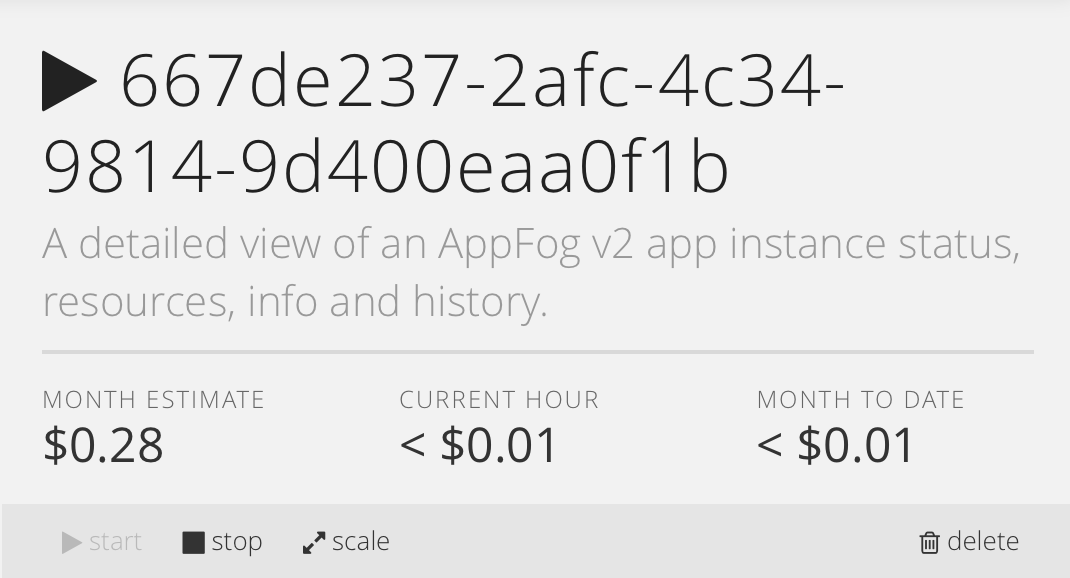 667de237-2afc-4c34-
9814-9d400eaa0f1b
A detailed view of an AppFog v2 app instance status,
resources, info and history.
MONTH ESTIMATE CURRENT HOUR MONTH TO DATE
$0.28 < $0.01 < $0.01
start stop scale delete